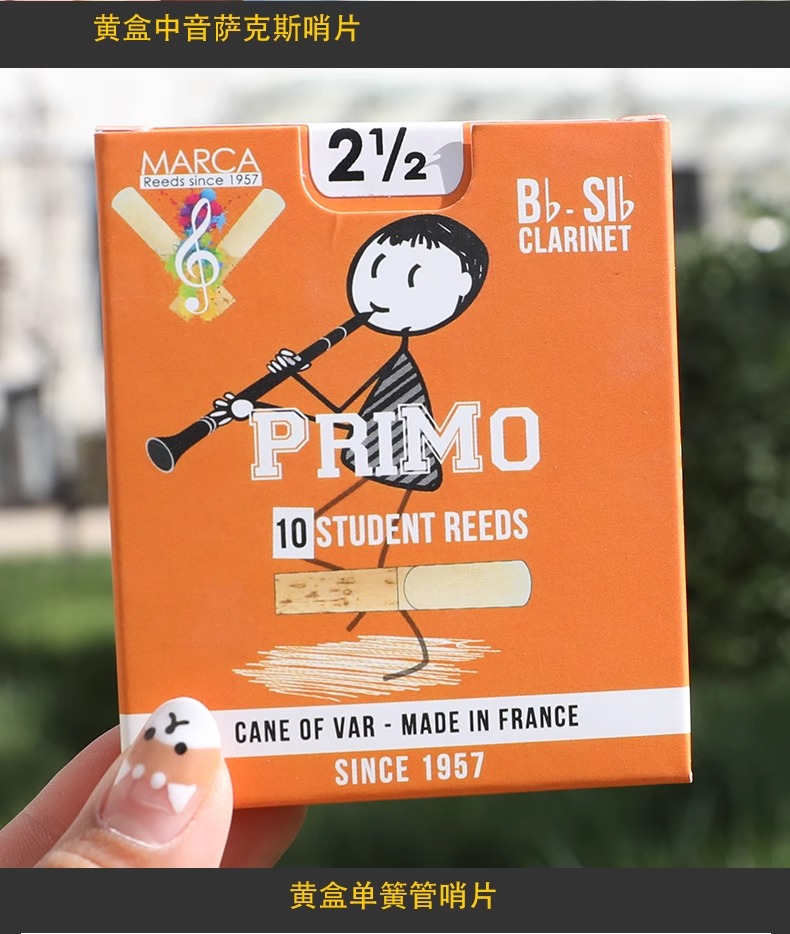 黄盒中音萨克斯哨片
2½
MARCA
Reeds since 1957
B♭- SI♭
CLARINET
PRIMO
10 STUDENT REEDS
CANE OF VAR - MADE IN FRANCE
SINCE 1957
黄盒单簧管哨片